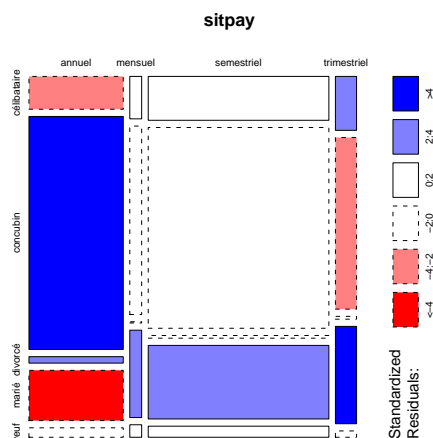 sitpay
annuel mensuel semestriel trimestriel
célibataire
concubin
divorcé
marié
Standardized
Residuals:
<-4
-4:-2
-2:0
0:2
2:4
>4